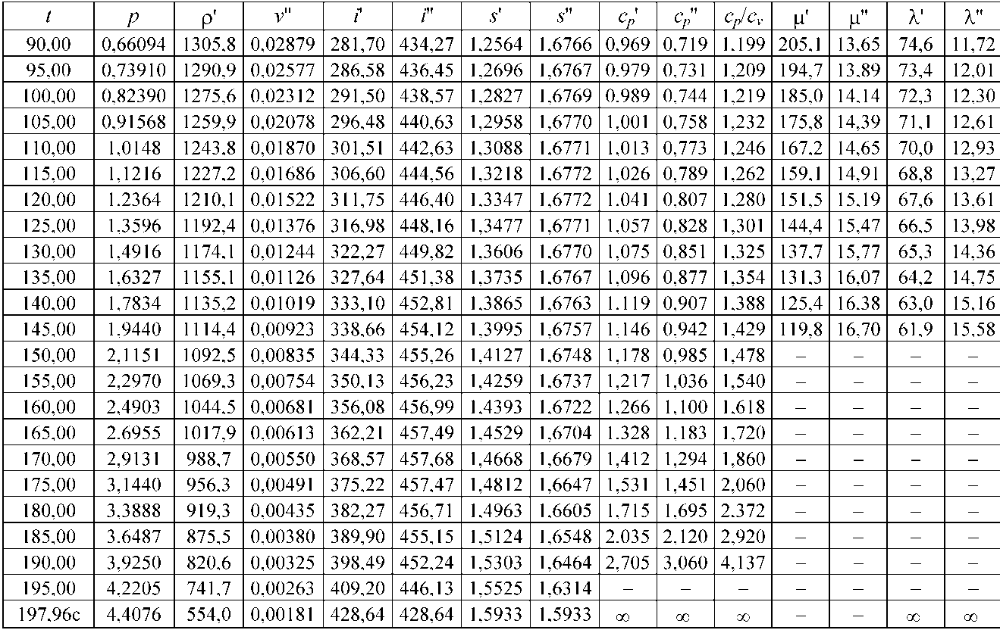 t p ρ' v" i' i" s' s" cp' cp" cp/cv μ' μ" λ' λ"
90,00 0,66094 1305,8 0,02879 281,70 434,27 1,2564 1,6766 0,969 0,719 1,199 205,1 13,65 74,6 11,72
95,00 0,73910 1290,9 0,02577 286,58 436,45 1,2696 1,6767 0,979 0,731 1,209 194,7 13,89 73,4 12,01
100,00 0,82390 1275,6 0,02312 291,50 438,57 1,2827 1,6769 0,989 0,744 1,219 185,0 14,14 72,3 12,30
105,00 0,91568 1259,9 0,02078 296,48 440,63 1,2958 1,6770 1,001 0,758 1,232 175,8 14,39 71,1 12,61
110,00 1,0148 1243,8 0,01870 301,51 442,63 1,3088 1,6771 1,013 0,773 1,246 167,2 14,65 70,0 12,93
115,00 1,1216 1227,2 0,01686 306,60 444,56 1,3218 1,6772 1,026 0,789 1,262 159,1 14,91 68,8 13,27
120,00 1,2364 1210,1 0,01522 311,75 446,40 1,3347 1,6772 1,041 0,807 1,280 151,5 15,19 67,6 13,61
125,00 1,3596 1192,4 0,01376 316,98 448,16 1,3477 1,6771 1,057 0,828 1,301 144,4 15,47 66,5 13,98
130,00 1,4916 1174,1 0,01244 322,27 449,82 1,3606 1,6770 1,075 0,851 1,325 137,7 15,77 65,3 14,36
135,00 1,6327 1155,1 0,01126 327,64 451,38 1,3735 1,6767 1,096 0,877 1,354 131,3 16,07 64,2 14,75
140,00 1,7834 1135,2 0,01019 333,10 452,81 1,3865 1,6763 1,119 0,907 1,388 125,4 16,38 63,0 15,16
145,00 1,9440 1114,4 0,00923 338,66 454,12 1,3995 1,6757 1,146 0,942 1,429 119,8 16,70 61,9 15,58
150,00 2,1151 1092,5 0,00835 344,33 455,26 1,4127 1,6748 1,178 0,985 1,478 – – – –
155,00 2,2970 1069,3 0,00754 350,13 456,23 1,4259 1,6737 1,217 1,036 1,540 – – – –
160,00 2,4903 1044,5 0,00681 356,08 456,99 1,4393 1,6722 1,266 1,100 1,618 – – – –
165,00 2,6955 1017,9 0,00613 362,21 457,49 1,4529 1,6704 1,328 1,183 1,720 – – – –
170,00 2,9131 988,7 0,00550 368,57 457,68 1,4668 1,6679 1,412 1,294 1,860 – – – –
175,00 3,1440 956,3 0,00491 375,22 457,47 1,4812 1,6647 1,531 1,451 2,060 – – – –
180,00 3,3888 919,3 0,00435 382,27 456,71 1,4963 1,6605 1,715 1,695 2,372 – – – –
185,00 3,6487 875,5 0,00380 389,90 455,15 1,5124 1,6548 2,035 2,120 2,920 – – – –
190,00 3,9250 820,6 0,00325 398,49 452,24 1,5303 1,6464 2,705 3,060 4,137 – – – –
195,00 4,2205 741,7 0,00263 409,20 446,13 1,5525 1,6314 – – – – – – –
197,96c 4,4076 554,0 0,00181 428,64 428,64 1,5933 1,5933 ∞ ∞ ∞ – – ∞ ∞